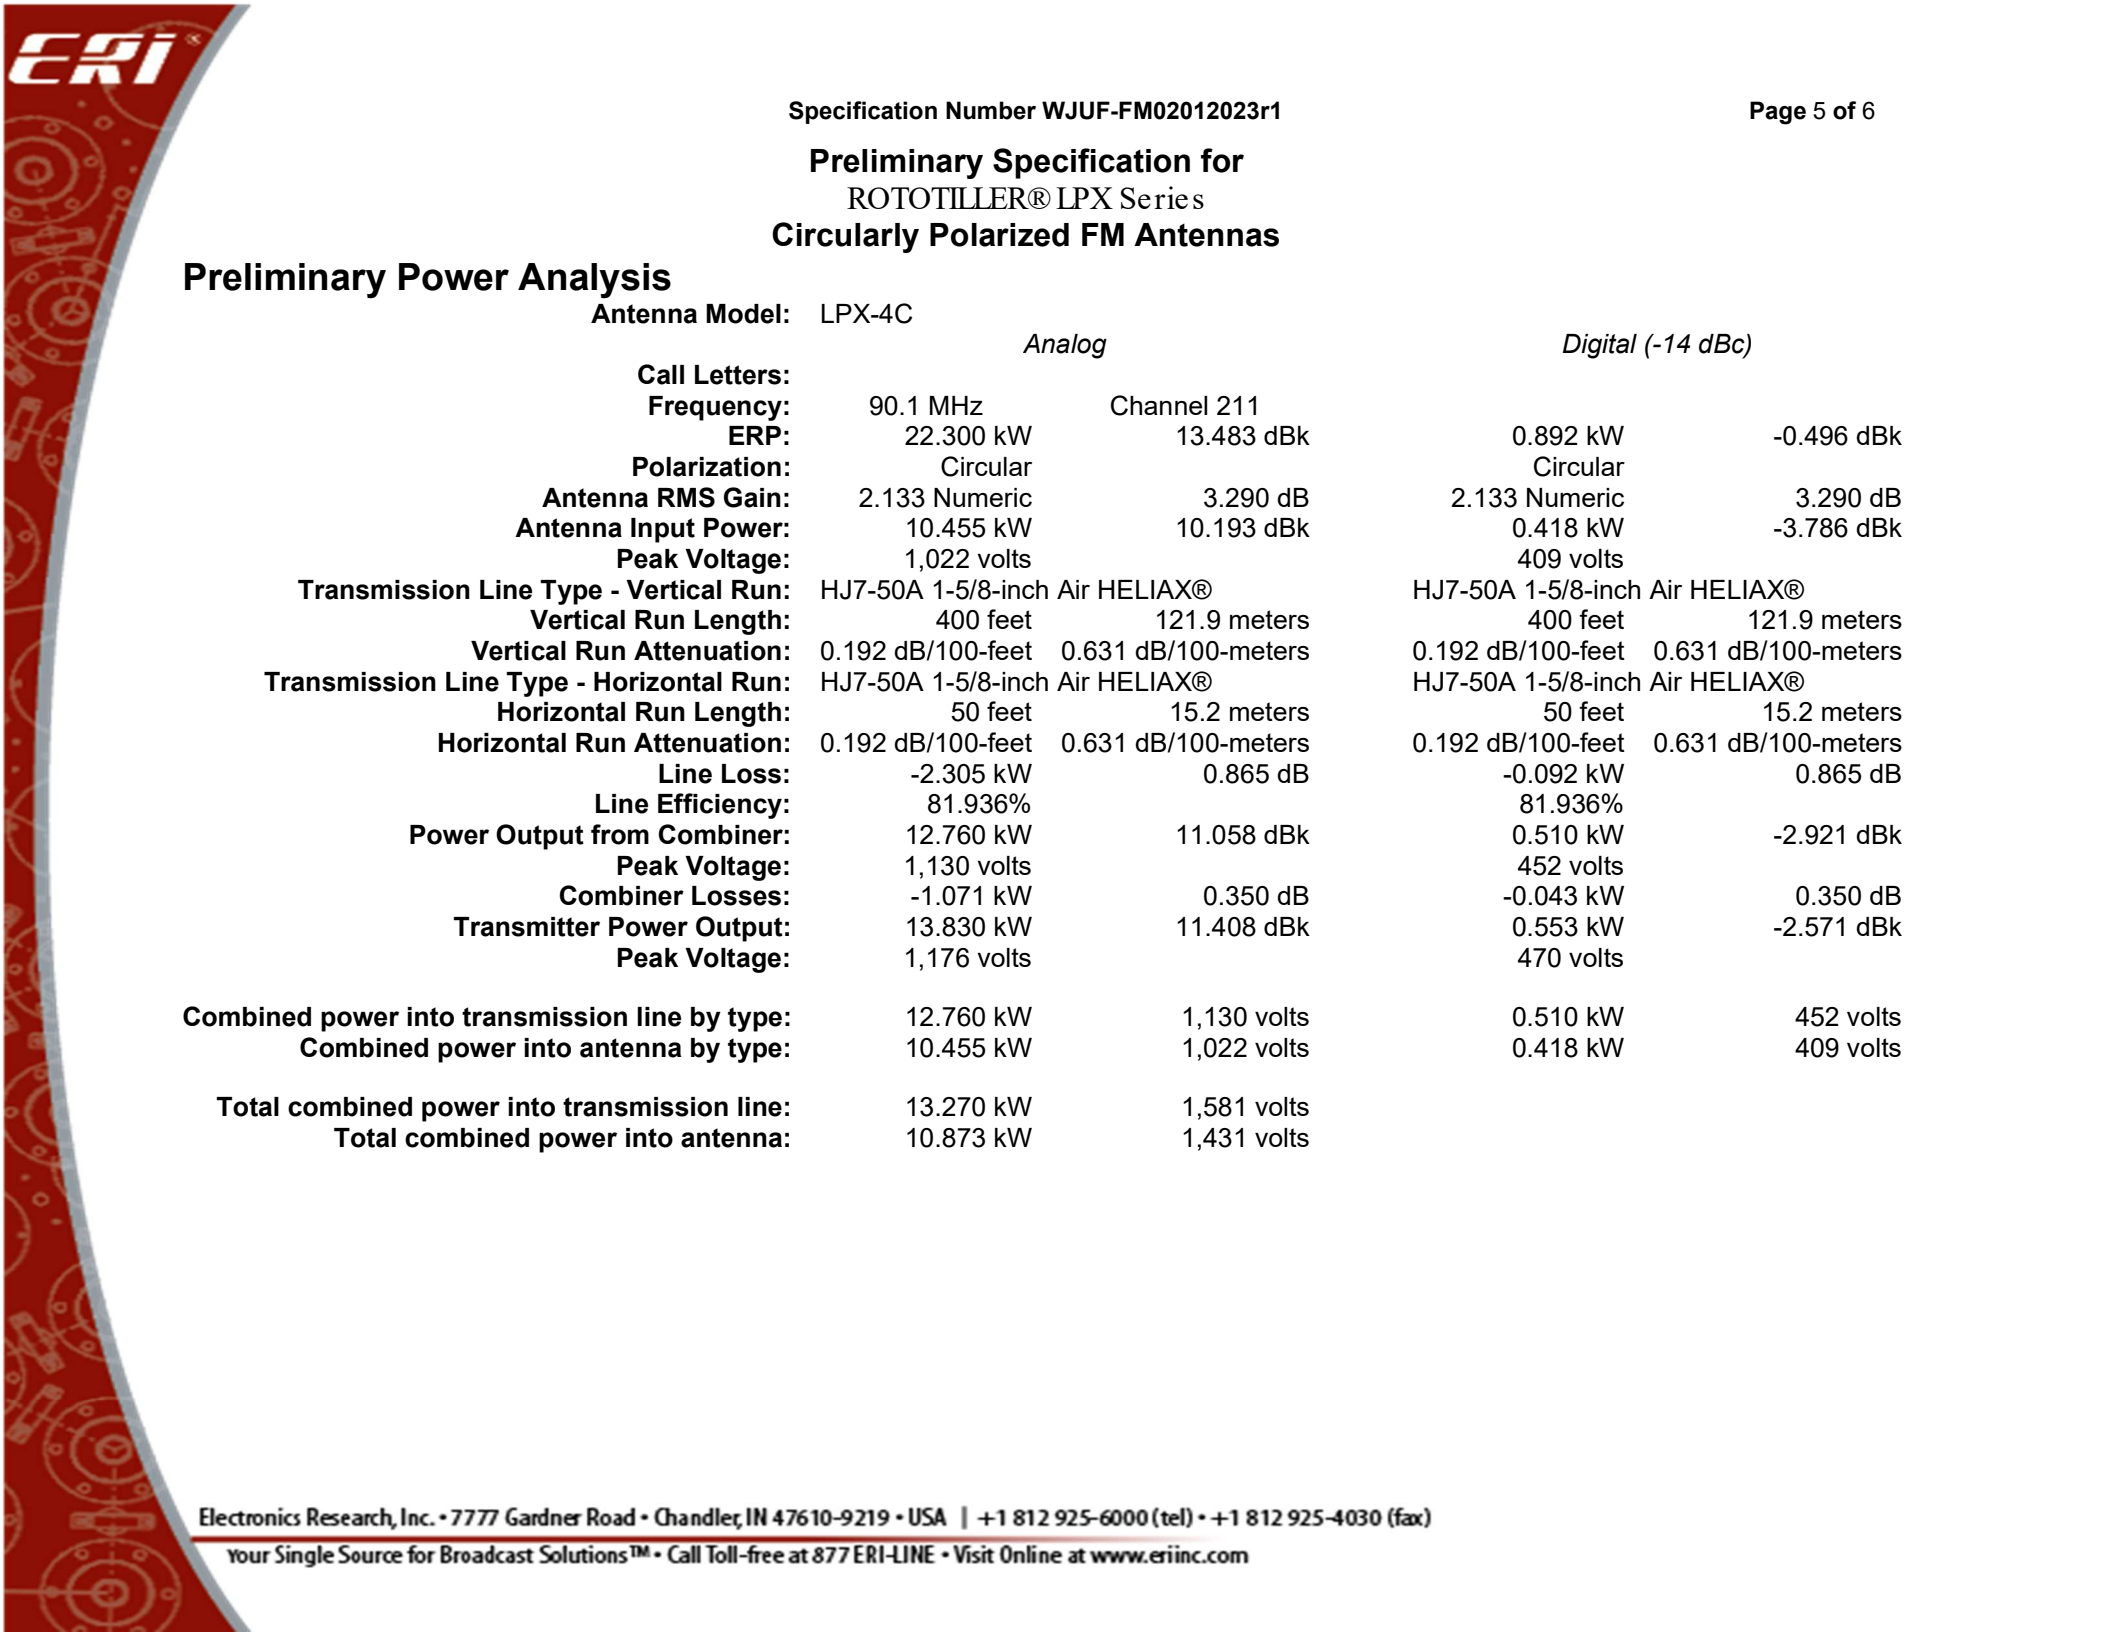 ERI®
Specification Number WJUF-FM02012023r1 Page 5 of 6
Preliminary Specification for
ROTOTILLER® LPX Series
Circularly Polarized FM Antennas
Preliminary Power Analysis
Antenna Model: LPX-4C
Analog Digital (-14 dBc)
Call Letters:
Frequency: 90.1 MHz Channel 211
ERP: 22.300 kW 13.483 dBk 0.892 kW -0.496 dBk
Polarization: Circular Circular
Antenna RMS Gain: 2.133 Numeric 3.290 dB 2.133 Numeric 3.290 dB
Antenna Input Power: 10.455 kW 10.193 dBk 0.418 kW -3.786 dBk
Peak Voltage: 1,022 volts 409 volts
Transmission Line Type - Vertical Run: HJ7-50A 1-5/8-inch Air HELIAX® HJ7-50A 1-5/8-inch Air HELIAX®
Vertical Run Length: 400 feet 121.9 meters 400 feet 121.9 meters
Vertical Run Attenuation: 0.192 dB/100-feet 0.631 dB/100-meters 0.192 dB/100-feet 0.631 dB/100-meters
Transmission Line Type - Horizontal Run: HJ7-50A 1-5/8-inch Air HELIAX® HJ7-50A 1-5/8-inch Air HELIAX®
Horizontal Run Length: 50 feet 15.2 meters 50 feet 15.2 meters
Horizontal Run Attenuation: 0.192 dB/100-feet 0.631 dB/100-meters 0.192 dB/100-feet 0.631 dB/100-meters
Line Loss: -2.305 kW 0.865 dB -0.092 kW 0.865 dB
Line Efficiency: 81.936% 81.936%
Power Output from Combiner: 12.760 kW 11.058 dBk 0.510 kW -2.921 dBk
Peak Voltage: 1,130 volts 452 volts
Combiner Losses: -1.071 kW 0.350 dB -0.043 kW 0.350 dB
Transmitter Power Output: 13.830 kW 11.408 dBk 0.553 kW -2.571 dBk
Peak Voltage: 1,176 volts 470 volts
Combined power into transmission line by type: 12.760 kW 1,130 volts 0.510 kW 452 volts
Combined power into antenna by type: 10.455 kW 1,022 volts 0.418 kW 409 volts
Total combined power into transmission line: 13.270 kW 1,581 volts
Total combined power into antenna: 10.873 kW 1,431 volts
Electronics Research, Inc. • 7777 Gardner Road • Chandler, IN 47610-9219 • USA | +1 812 925-6000 (tel) • +1 812 925-4030 (fax)
Your Single Source for Broadcast Solutions™ • Call Toll-free at 877 ERI-LINE • Visit Online at www.eriinc.com